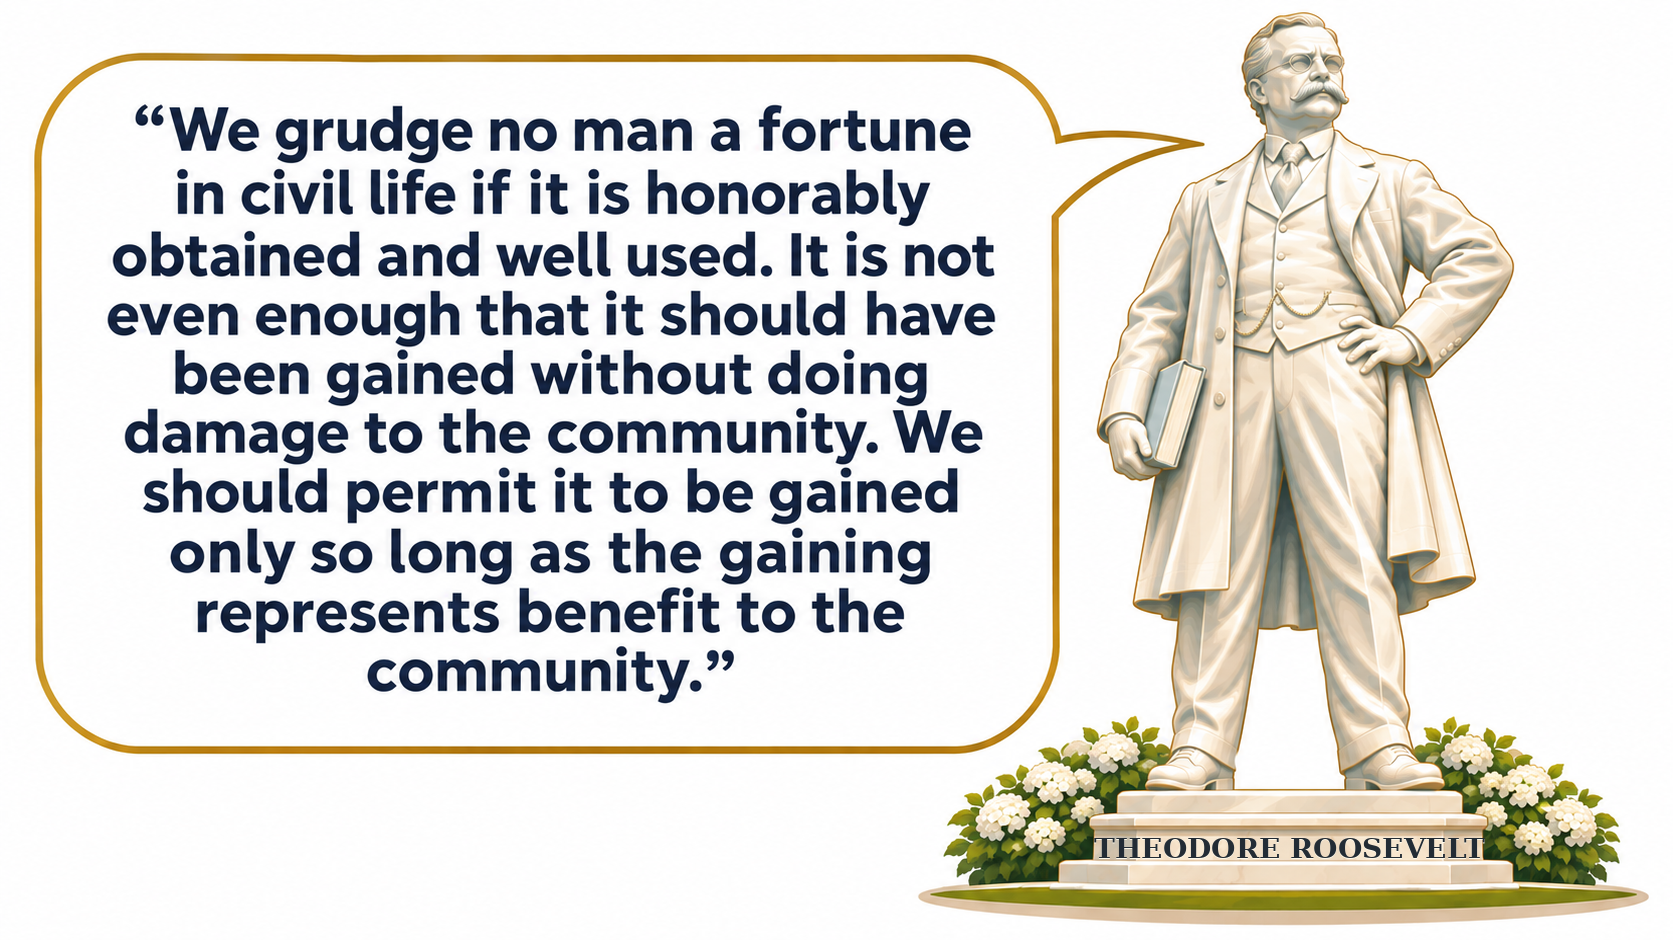 “We grudge no man a fortune
in civil life if it is honorably
obtained and well used. It is not
even enough that it should have
been gained without doing
damage to the community. We
should permit it to be gained
only so long as the gaining
represents benefit to the
community.”
THEODORE ROOSEVELT